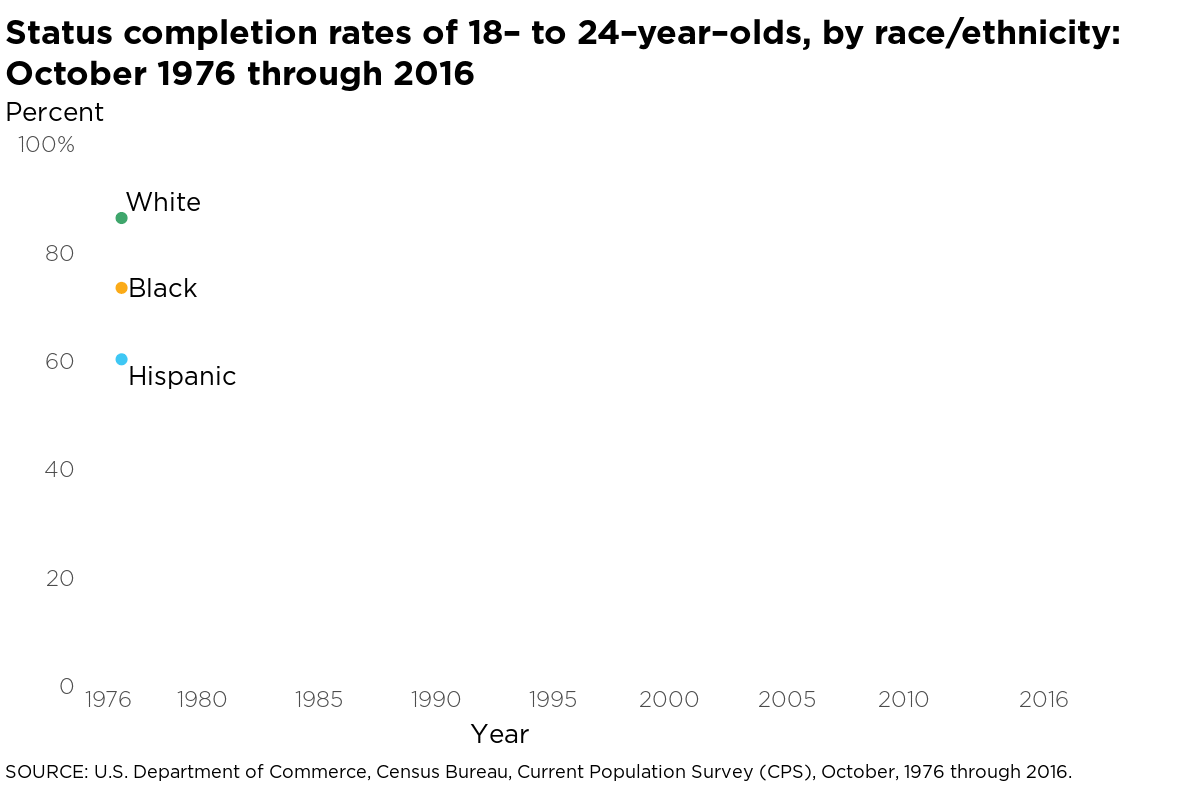 Status completion rates of 18– to 24–year–olds, by race/ethnicity:
October 1976 through 2016
Percent
100%
White
80
Black
60
Hispanic
40
20
0
1976 1980 1985 1990 1995 2000 2005 2010 2016
Year
SOURCE: U.S. Department of Commerce, Census Bureau, Current Population Survey (CPS), October, 1976 through 2016.